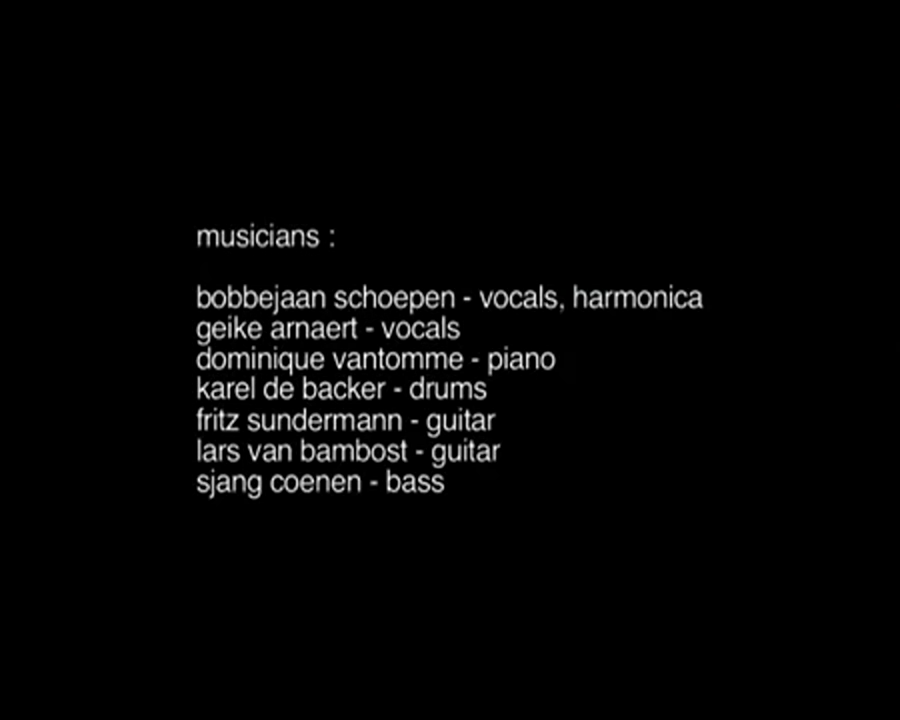 musicians :
bobbejaan schoepen - vocals, harmonica
geike arnaert - vocals
dominique vantomme - piano
karel de backer - drums
fritz sundermann - guitar
lars van bambost - guitar
sjang coenen - bass